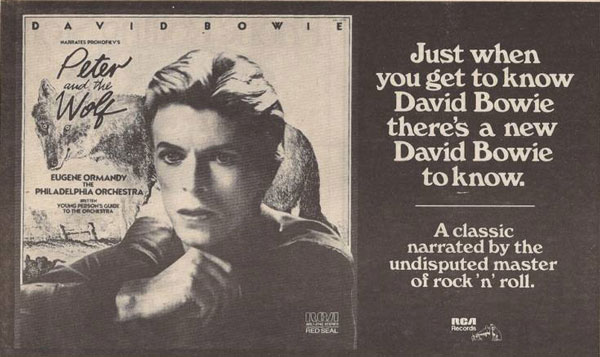 DAVID BOWIE
NARRATES PROKOFIEV'S
Peter
and the
Wolf
EUGENE ORMANDY
THE
PHILADELPHIA ORCHESTRA
BRITTEN
YOUNG PERSON'S GUIDE
TO THE ORCHESTRA
RCA
RED SEAL
Just when
you get to know
David Bowie
there's a new
David Bowie
to know.
A classic
narrated by the
undisputed master
of rock 'n' roll.
RCA
Records